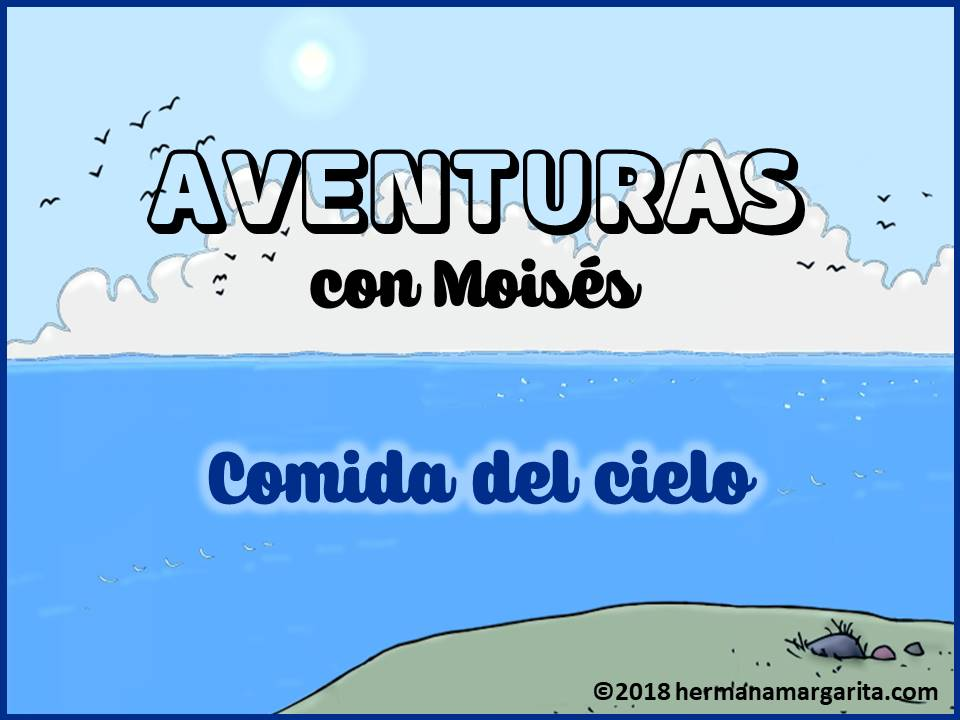 AVENTURAS
con Moisés
Comida del cielo
©2018 hermanamargarita.com